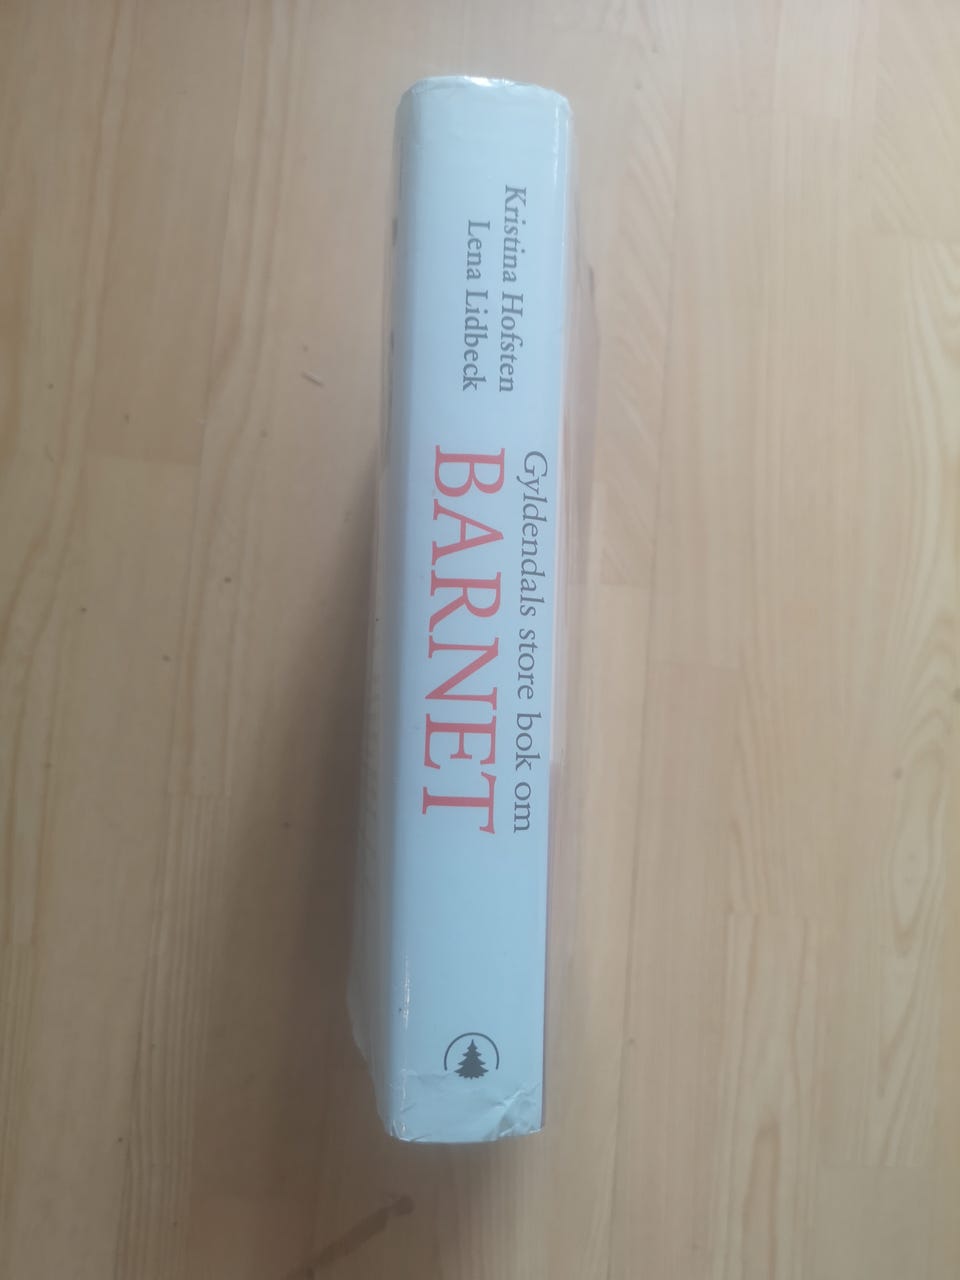 Kristina Hofsten
Lena Lidbeck
Gyldendals store bok om
BARNET